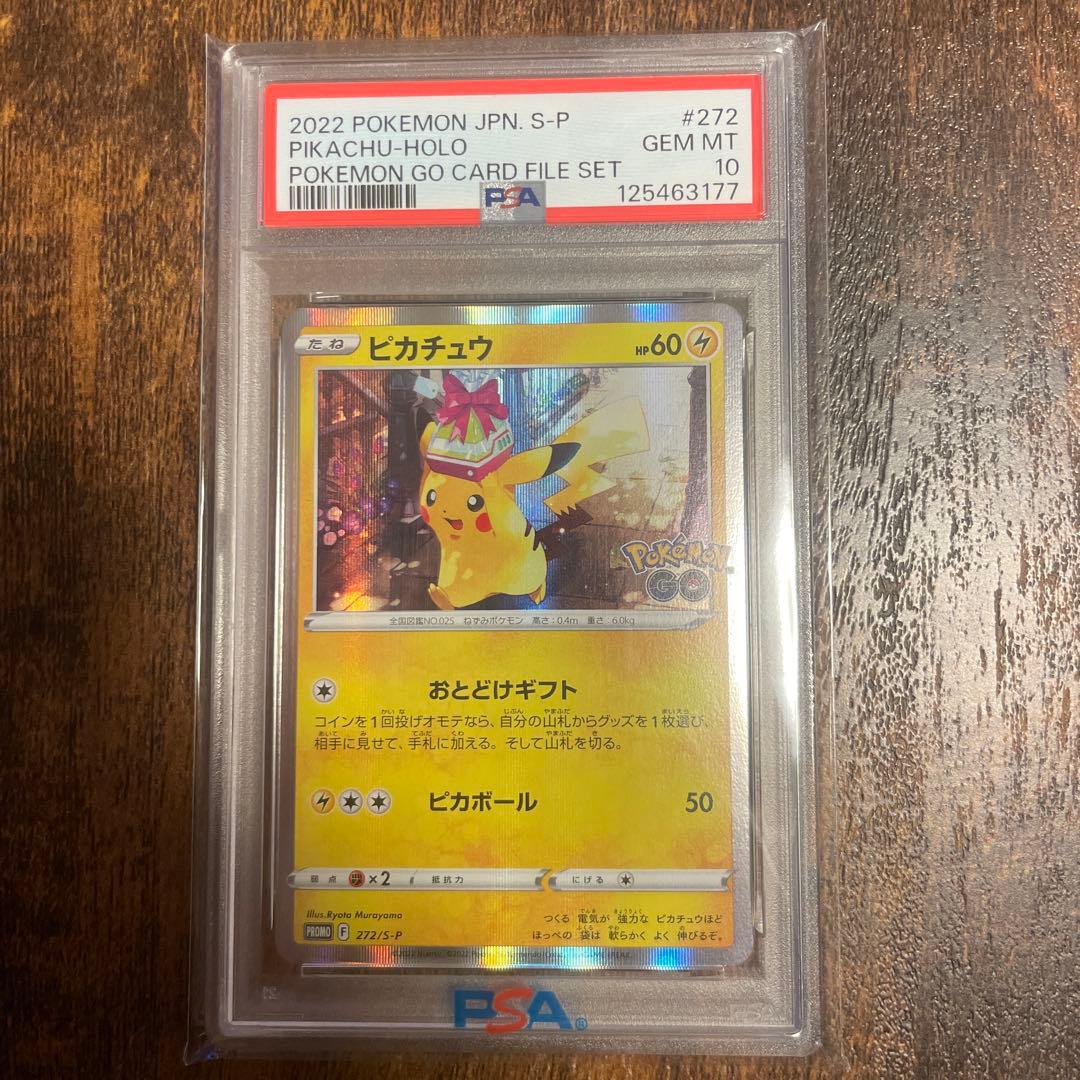 2022 POKEMON JPN. S-P #272
PIKACHU-HOLO GEM MT
POKEMON GO CARD FILE SET 10
PSA 125463177
たね ピカチュウ HP60
Pokémon
GO
全国図鑑NO.025 ねずみポケモン 高さ:0.4m 重さ:6.0kg
おとどけギフト
コインを1回投げオモテなら、自分の山札からグッズを1枚選び、
相手に見せて、手札に加える。そして山札を切る。
ピカボール 50
弱点 ×2 抵抗力 にげる
Illus.Ryota Murayama
つくる 電気が 強力な ピカチュウほど
ほっぺの 袋は 軟らかく よく 伸びるぞ。
PROMO F 272/S-P
PSA